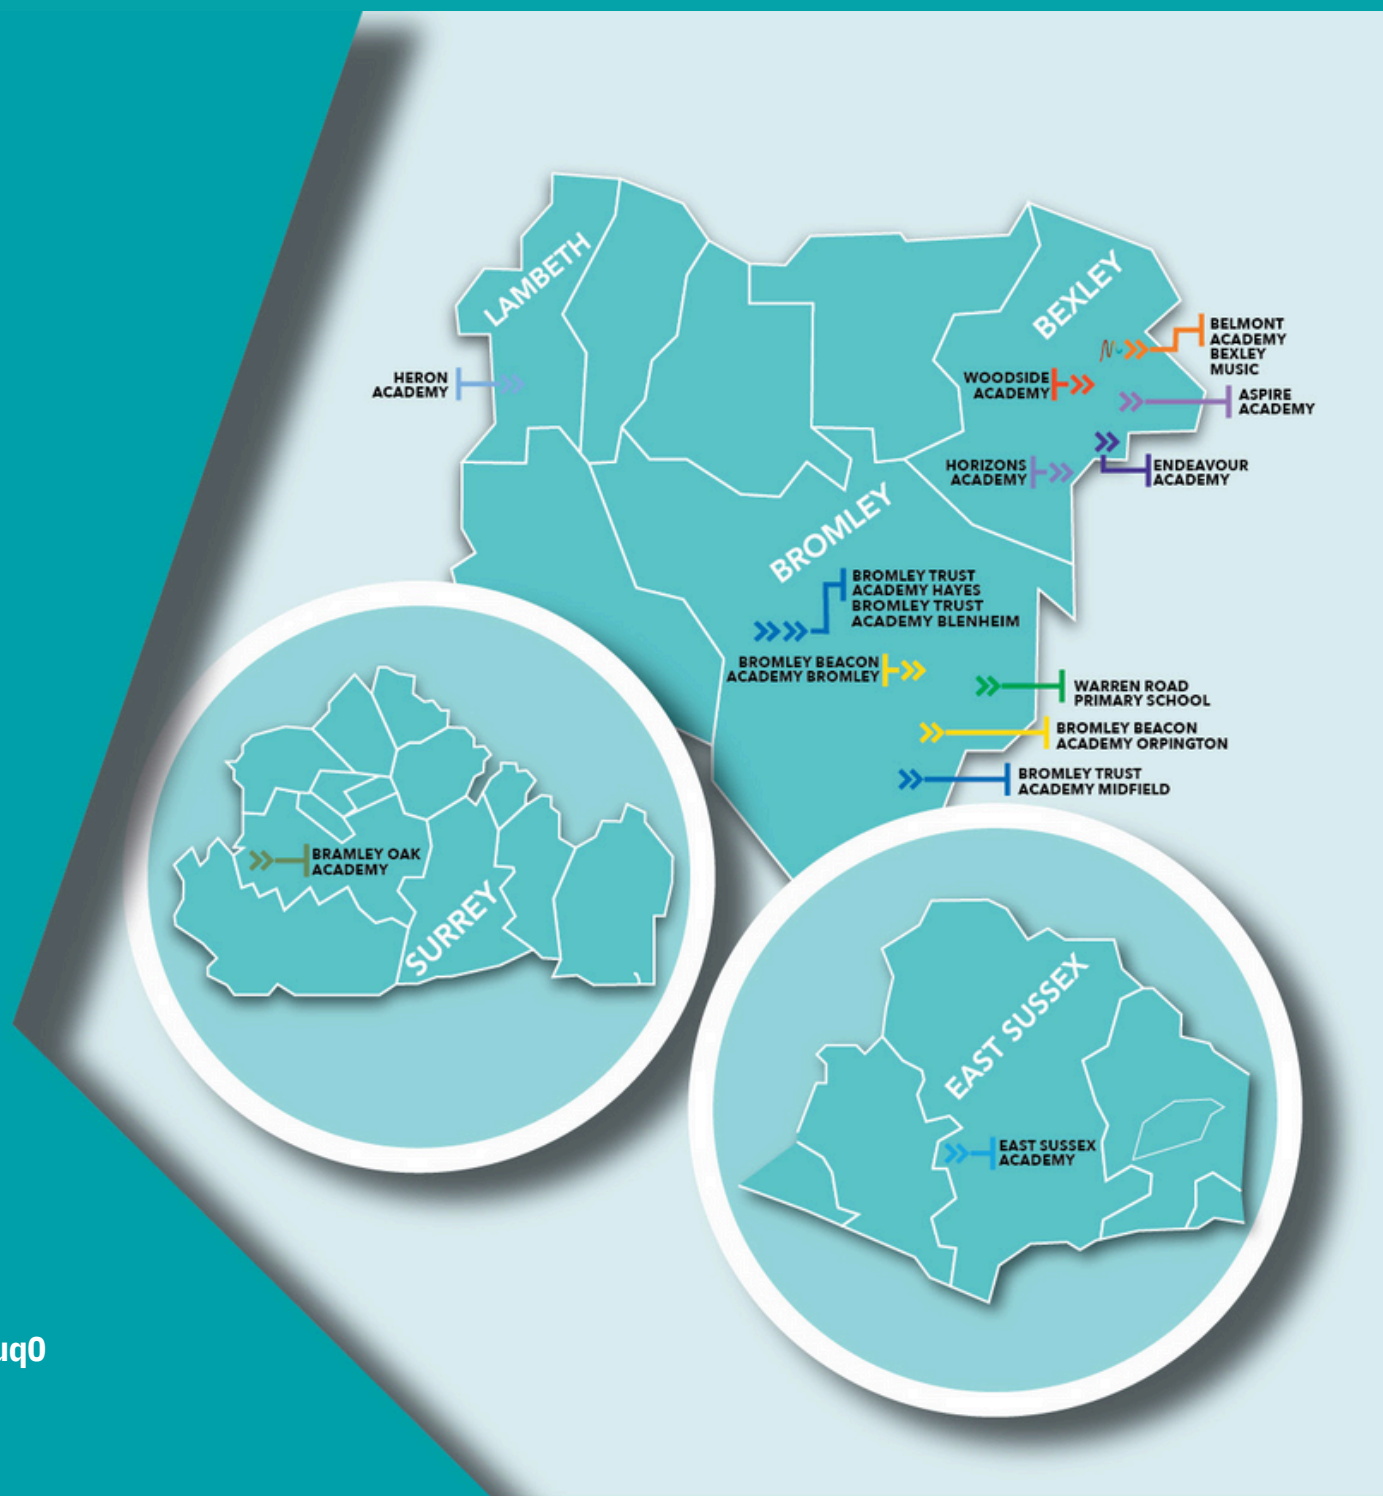 LAMBETH
BEXLEY
BELMONT
ACADEMY
BEXLEY
MUSIC
HERON
ACADEMY
WOODSIDE
ACADEMY
ASPIRE
ACADEMY
HORIZONS
ACADEMY
ENDEAVOUR
ACADEMY
BROMLEY
BROMLEY TRUST
ACADEMY HAYES
BROMLEY TRUST
ACADEMY BLENHEIM
BROMLEY BEACON
ACADEMY BROMLEY
WARREN ROAD
PRIMARY SCHOOL
BROMLEY BEACON
ACADEMY ORPINGTON
BROMLEY TRUST
ACADEMY MIDFIELD
BRAMLEY OAK
ACADEMY
SURREY
EAST SUSSEX
EAST SUSSEX
ACADEMY
uq0